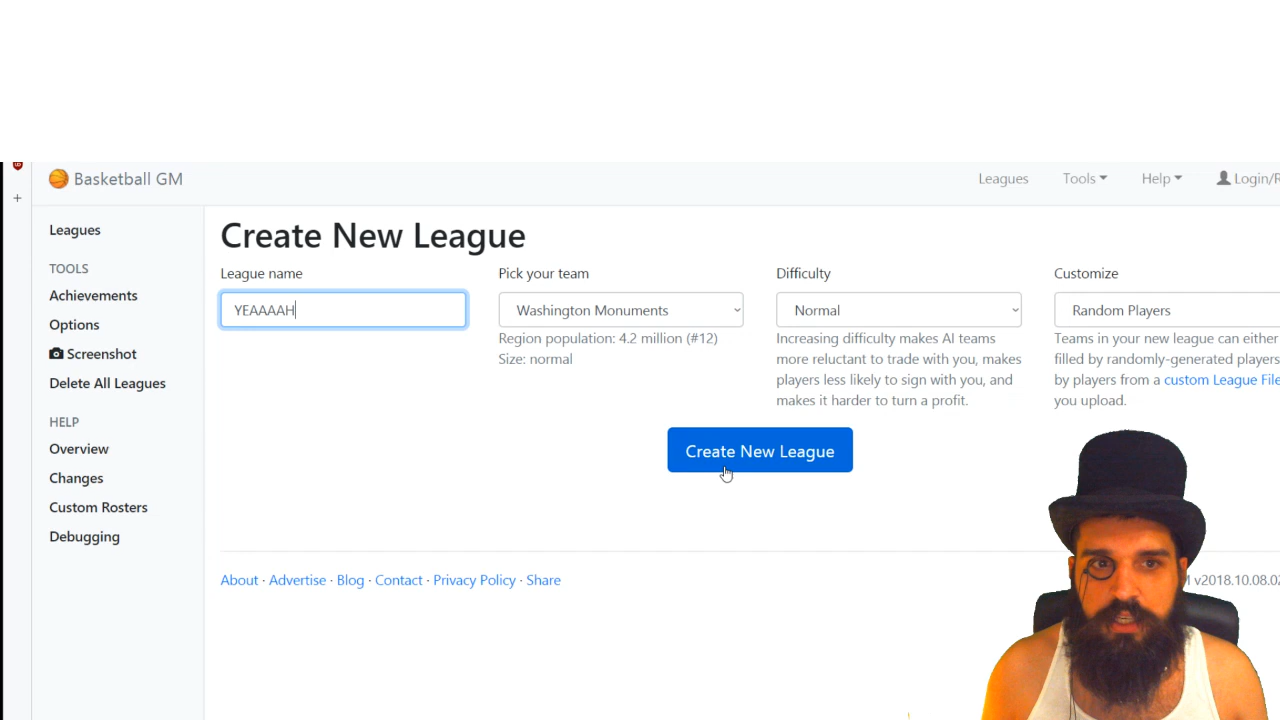 Basketball GM
Leagues
Tools
Help
Login/R
Leagues
TOOLS
Achievements
Options
Screenshot
Delete All Leagues
HELP
Overview
Changes
Custom Rosters
Debugging
Create New League
League name
YEAAAAH
Pick your team
Washington Monuments
Region population: 4.2 million (#12)
Size: normal
Difficulty
Normal
Increasing difficulty makes AI teams
more reluctant to trade with you, makes
players less likely to sign with you, and
makes it harder to turn a profit.
Customize
Random Players
Teams in your new league can either
filled by randomly-generated players
by players from a custom League File
you upload.
Create New League
About · Advertise · Blog · Contact · Privacy Policy · Share
v2018.10.08.02